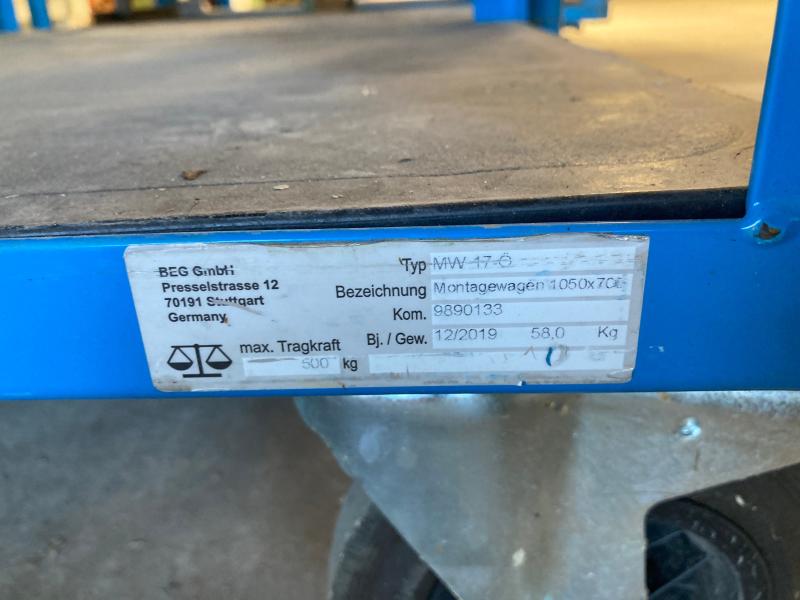 BEG GmbH
Presselstrasse 12
70191 Stuttgart
Germany
max. Tragkraft
500 kg
Typ MW-17-Ö
Bezeichnung Montagewagen 1050x700
Kom. 9890133
Bj. / Gew. 12/2019 58,0 Kg